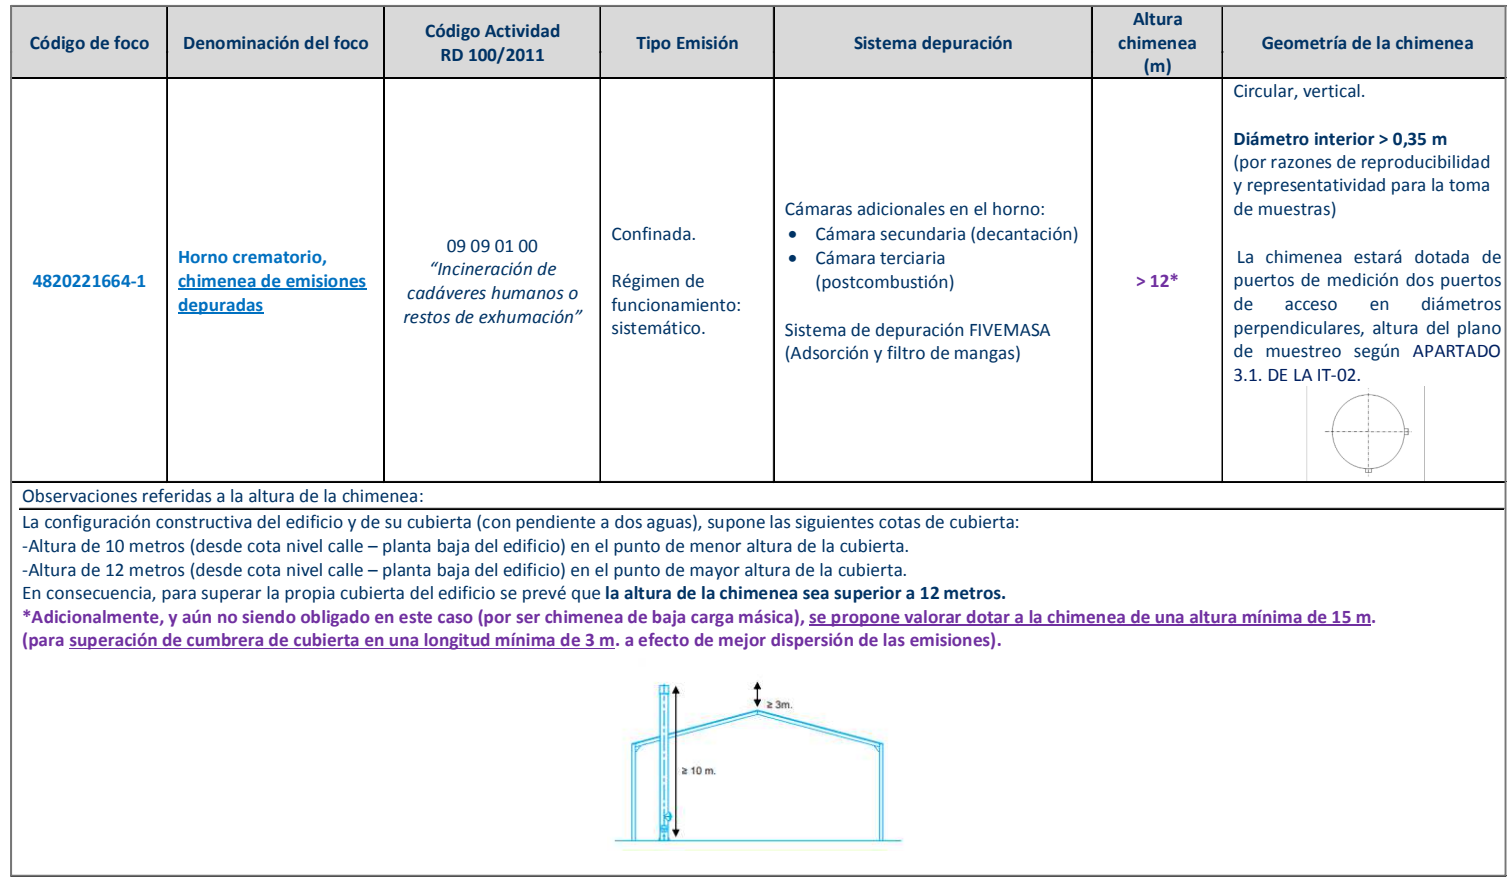 Código de foco
Denominación del foco
Código Actividad
RD 100/2011
Tipo Emisión
Sistema depuración
Altura
chimenea
(m)
Geometría de la chimenea
4820221664-1
Horno crematorio,
chimenea de emisiones
depuradas
09 09 01 00
“Incineración de
cadáveres humanos o
restos de exhumación”
Confinada.
Régimen de
funcionamiento:
sistemático.
Cámaras adicionales en el horno:
• Cámara secundaria (decantación)
• Cámara terciaria
(postcombustión)
Sistema de depuración FIVEMASA
(Adsorción y filtro de mangas)
> 12*
Circular, vertical.
Diámetro interior > 0,35 m
(por razones de reproducibilidad
y representatividad para la toma
de muestras)
La chimenea estará dotada de
puertos de medición dos puertos
de acceso en diámetros
perpendiculares, altura del plano
de muestreo según APARTADO
3.1. DE LA IT-02.
Observaciones referidas a la altura de la chimenea:
La configuración constructiva del edificio y de su cubierta (con pendiente a dos aguas), supone las siguientes cotas de cubierta:
-Altura de 10 metros (desde cota nivel calle – planta baja del edificio) en el punto de menor altura de la cubierta.
-Altura de 12 metros (desde cota nivel calle – planta baja del edificio) en el punto de mayor altura de la cubierta.
En consecuencia, para superar la propia cubierta del edificio se prevé que la altura de la chimenea sea superior a 12 metros.
*Adicionalmente, y aún no siendo obligado en este caso (por ser chimenea de baja carga másica), se propone valorar dotar a la chimenea de una altura mínima de 15 m.
(para superación de cumbrera de cubierta en una longitud mínima de 3 m. a efecto de mejor dispersión de las emisiones).
≥ 3m.
≥ 10 m.